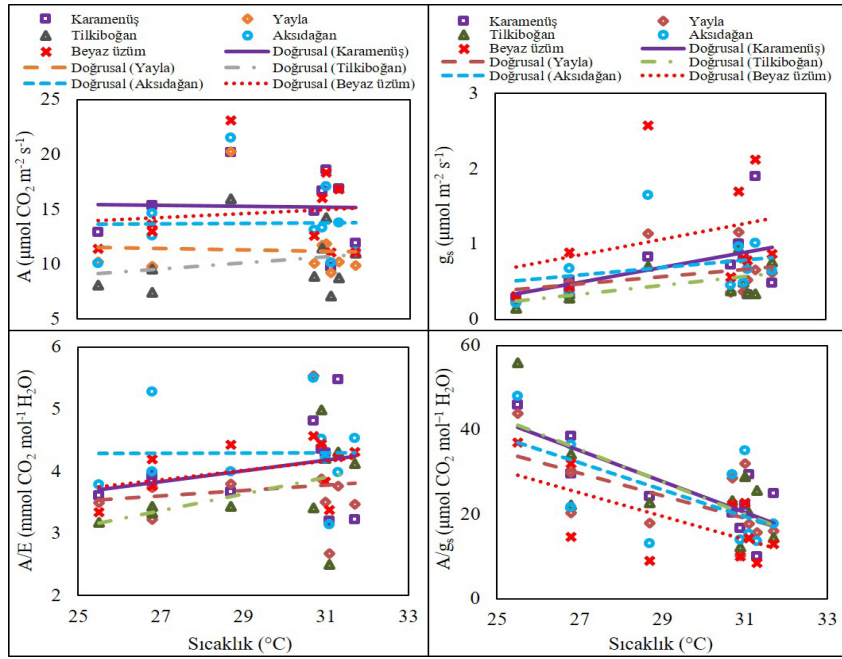 Karamenüş Yayla
Tilkiboğan Aksıdağan
Beyaz üzüm Doğrusal (Karamenüş)
Doğrusal (Yayla) Doğrusal (Tilkiboğan)
Doğrusal (Aksıdağan) Doğrusal (Beyaz üzüm)
25
20
15
10
5
A (µmol CO₂ m⁻² s⁻¹)
Karamenüş Yayla
Tilkiboğan Aksıdağan
Beyaz üzüm Doğrusal (Karamenüş)
Doğrusal (Yayla) Doğrusal (Tilkiboğan)
Doğrusal (Aksıdağan) Doğrusal (Beyaz üzüm)
3
2
1
0
gs (µmol m⁻² s⁻¹)
6
5
4
3
2
A/E (mmol CO₂ mol⁻¹ H₂O)
25 27 29 31 33
Sıcaklık (°C)
60
40
20
0
A/gs (µmol CO₂ mol⁻¹ H₂O)
25 27 29 31 33
Sıcaklık (°C)